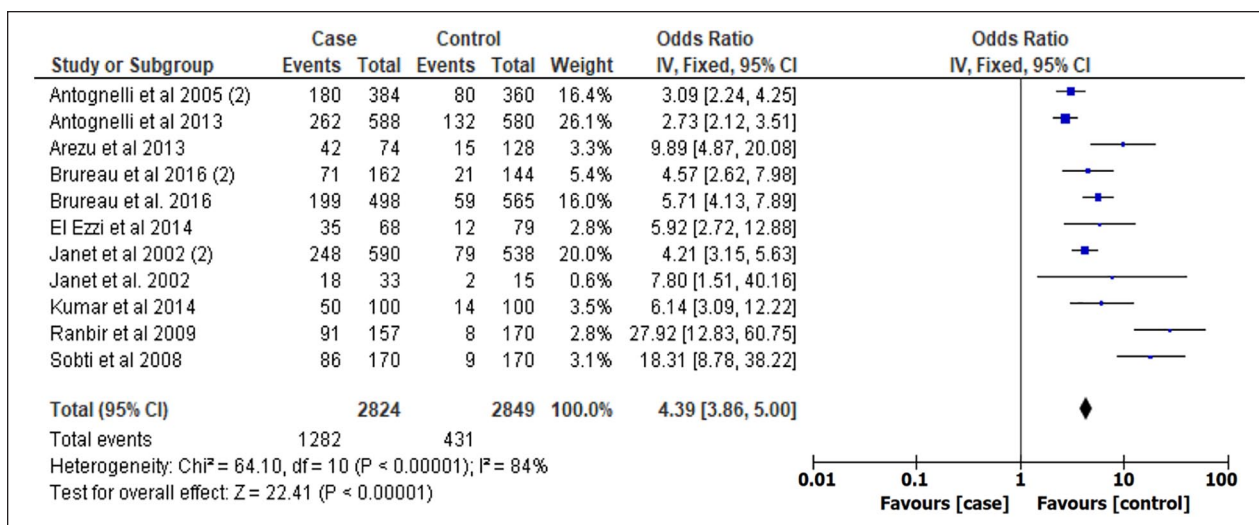 Case Control Odds Ratio Odds Ratio
Study or Subgroup Events Total Events Total Weight IV, Fixed, 95% CI IV, Fixed, 95% CI
Antognelli et al 2005 (2) 180 384 80 360 16.4% 3.09 [2.24, 4.25]
Antognelli et al 2013 262 588 132 580 26.1% 2.73 [2.12, 3.51]
Arezu et al 2013 42 74 15 128 3.3% 9.89 [4.87, 20.08]
Brureau et al 2016 (2) 71 162 21 144 5.4% 4.57 [2.62, 7.98]
Brureau et al. 2016 199 498 59 565 16.0% 5.71 [4.13, 7.89]
El Ezzi et al 2014 35 68 12 79 2.8% 5.92 [2.72, 12.88]
Janet et al 2002 (2) 248 590 79 538 20.0% 4.21 [3.15, 5.63]
Janet et al. 2002 18 33 2 15 0.6% 7.80 [1.51, 40.16]
Kumar et al 2014 50 100 14 100 3.5% 6.14 [3.09, 12.22]
Ranbir et al 2009 91 157 8 170 2.8% 27.92 [12.83, 60.75]
Sobti et al 2008 86 170 9 170 3.1% 18.31 [8.78, 38.22]
Total (95% CI) 2824 2849 100.0% 4.39 [3.86, 5.00]
Total events 1282 431
Heterogeneity: Chi² = 64.10, df = 10 (P < 0.00001); I² = 84%
Test for overall effect: Z = 22.41 (P < 0.00001)
0.01 0.1 1 10 100
Favours [case] Favours [control]